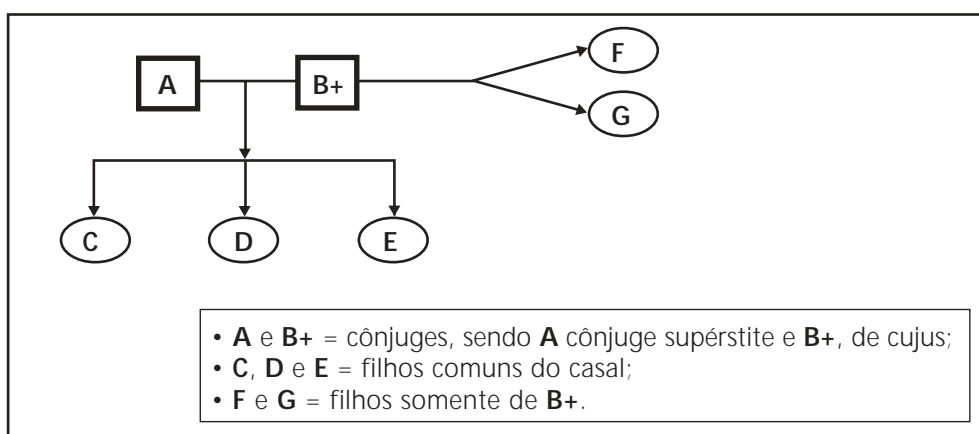 F
A
B+
G
C
D
E
• A e B+ = cônjuges, sendo A cônjuge supérstite e B+, de cujus;
• C, D e E = filhos comuns do casal;
• F e G = filhos somente de B+.